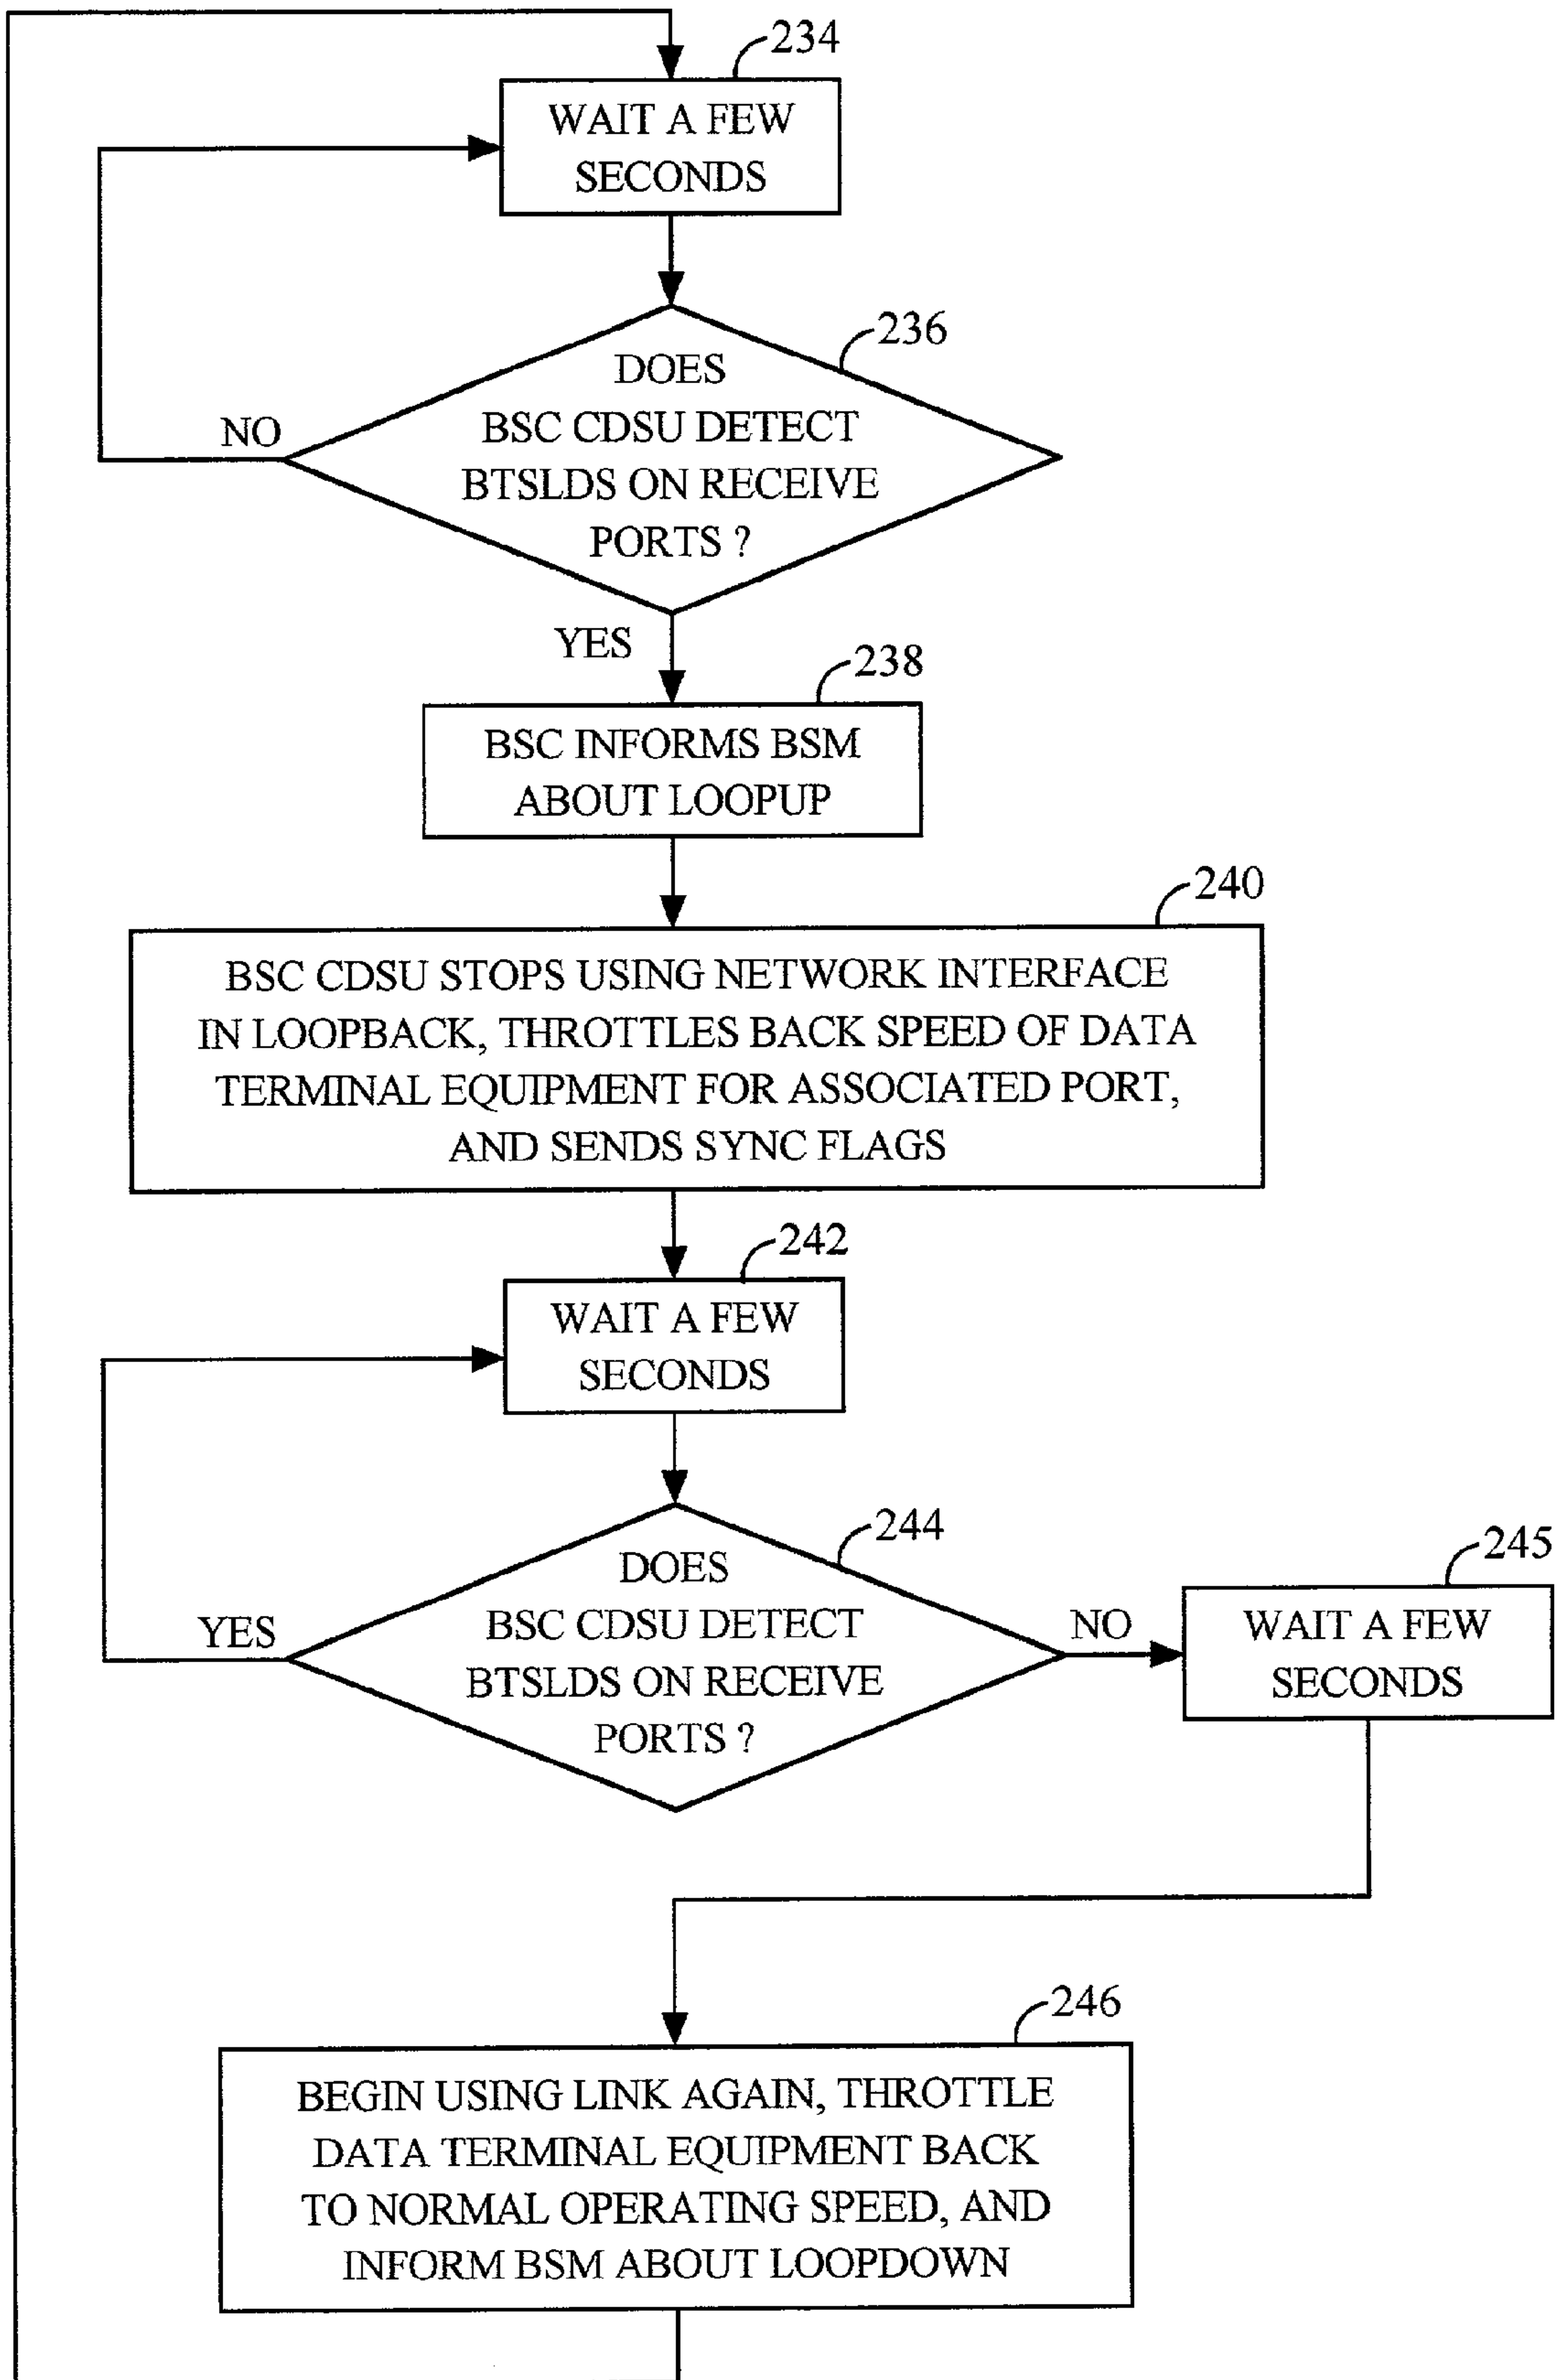 234
WAIT A FEW
SECONDS
236
DOES
BSC CDSU DETECT
BTSLDS ON RECEIVE
PORTS ?
NO
YES
238
BSC INFORMS BSM
ABOUT LOOPUP
240
BSC CDSU STOPS USING NETWORK INTERFACE
IN LOOPBACK, THROTTLES BACK SPEED OF DATA
TERMINAL EQUIPMENT FOR ASSOCIATED PORT,
AND SENDS SYNC FLAGS
242
WAIT A FEW
SECONDS
244
DOES
BSC CDSU DETECT
BTSLDS ON RECEIVE
PORTS ?
YES
NO
245
WAIT A FEW
SECONDS
246
BEGIN USING LINK AGAIN, THROTTLE
DATA TERMINAL EQUIPMENT BACK
TO NORMAL OPERATING SPEED, AND
INFORM BSM ABOUT LOOPDOWN